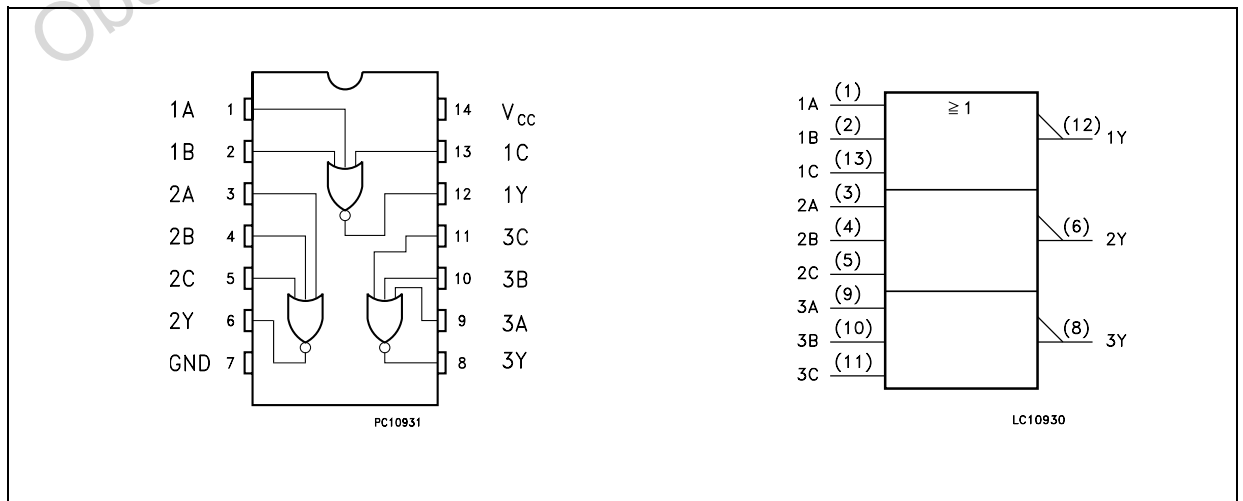 1A 1 14 VCC
1B 2 13 1C
2A 3 12 1Y
2B 4 11 3C
2C 5 10 3B
2Y 6 9 3A
GND 7 8 3Y
PC10931
≧ 1
1A (1)
1B (2)
1C (13)
2A (3)
2B (4)
2C (5)
3A (9)
3B (10)
3C (11)
(12) 1Y
(6) 2Y
(8) 3Y
LC10930